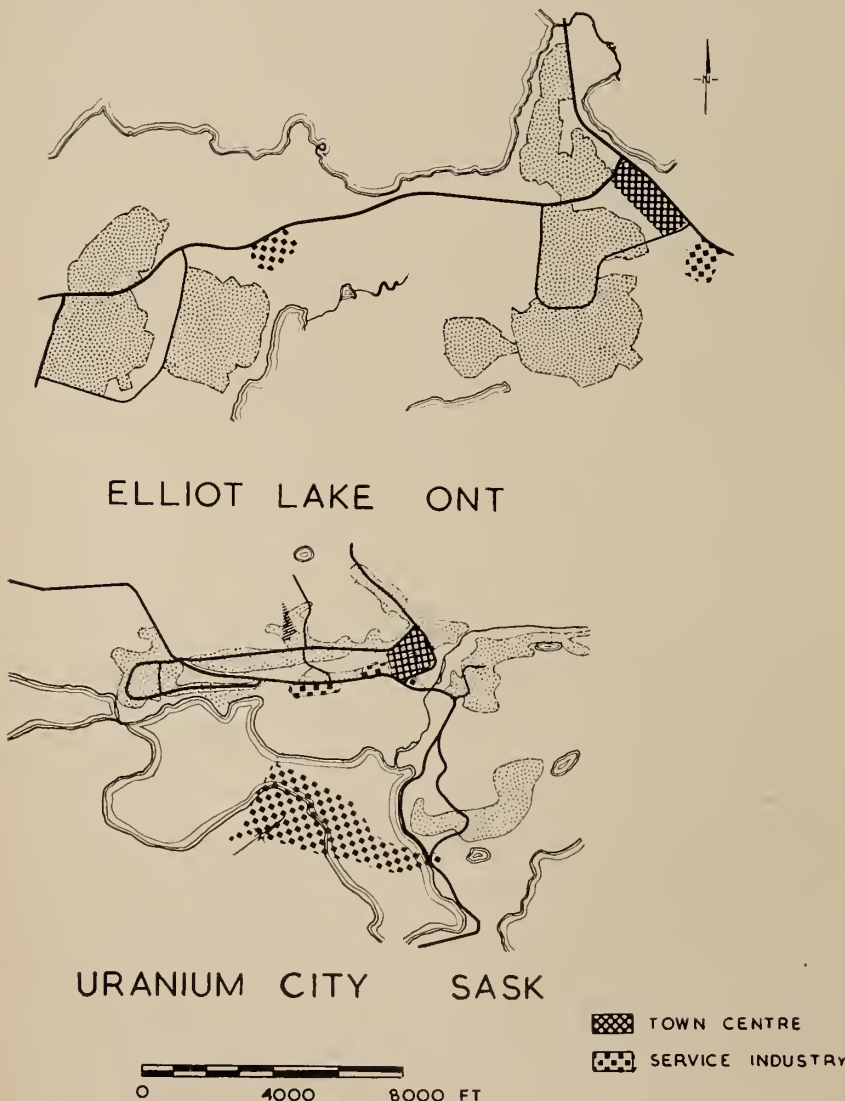 N
ELLIOT LAKE ONT
URANIUM CITY SASK
TOWN CENTRE
SERVICE INDUSTRY
0 4000 8000 FT